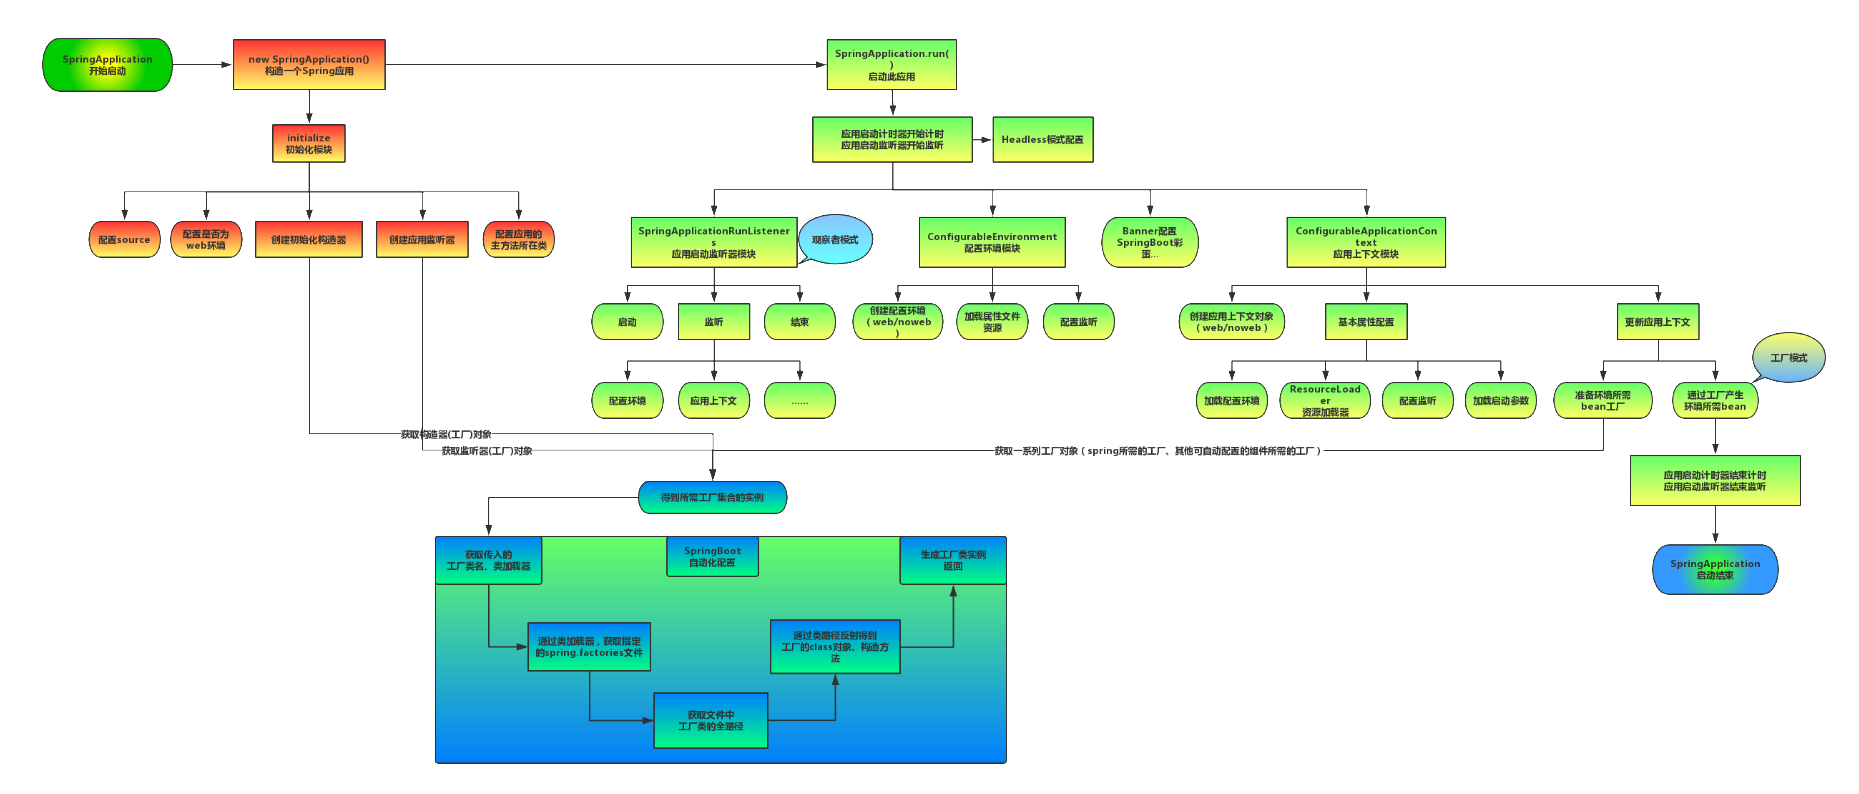 SpringApplication
开始启动
new SpringApplication()
构造一个Spring应用
SpringApplication.run(
)
启动此应用
initialize
初始化模块
应用启动计时器开始计时
应用启动监听器开始监听
Headless模式配置
配置source
配置是否为
web环境
创建初始化构造器
创建应用监听器
配置应用的
主方法所在类
SpringApplicationRunListener
s
应用启动监听器模块
观察者模式
ConfigurableEnvironment
配置环境模块
Banner配置
SpringBoot彩
蛋...
ConfigurableApplicationCon
text
应用上下文模块
启动
监听
结束
创建配置环境
（web/noweb
）
加载属性文件
资源
配置监听
创建应用上下文对象
（web/noweb）
基本属性配置
更新应用上下文
工厂模式
配置环境
应用上下文
......
加载配置环境
ResourceLoad
er
资源加载器
配置监听
加载启动参数
准备环境所需
bean工厂
通过工厂产生
环境所需bean
获取构造器(工厂)对象
获取监听器(工厂)对象
获取一系列工厂对象（spring所需的工厂、其他可自动配置的组件所需的工厂）
应用启动计时器结束计时
应用启动监听器结束监听
得到所需工厂集合的实例
获取传入的
工厂类名、类加载器
SpringBoot
自动化配置
生成工厂类实例
返回
SpringApplication
启动结束
通过类加载器，获取指定
的spring.factories文件
通过类路径反射得到
工厂的class对象、构造方
法
获取文件中
工厂类的全路径